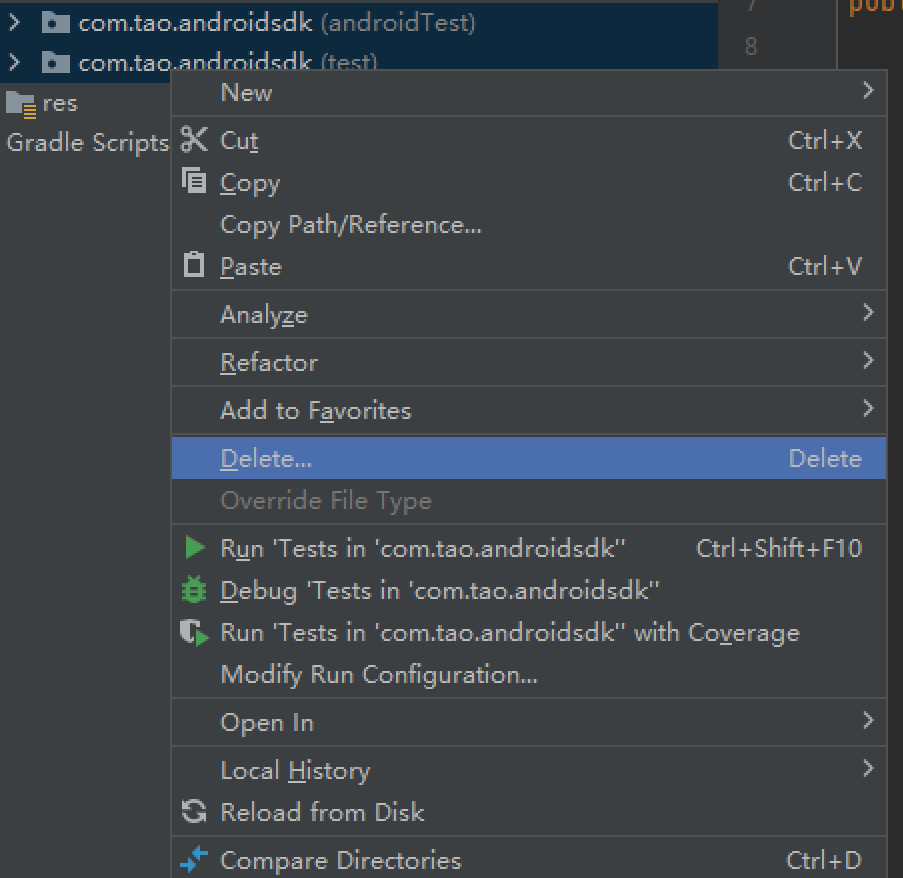 com.tao.androidsdk (androidTest)
7
com.tao.androidsdk (test)
8
res
Gradle Scripts
New
Cut Ctrl+X
Copy Ctrl+C
Copy Path/Reference...
Paste Ctrl+V
Analyze
Refactor
Add to Favorites
Delete... Delete
Override File Type
Run 'Tests in 'com.tao.androidsdk'' Ctrl+Shift+F10
Debug 'Tests in 'com.tao.androidsdk''
Run 'Tests in 'com.tao.androidsdk'' with Coverage
Modify Run Configuration...
Open In
Local History
Reload from Disk
Compare Directories Ctrl+D